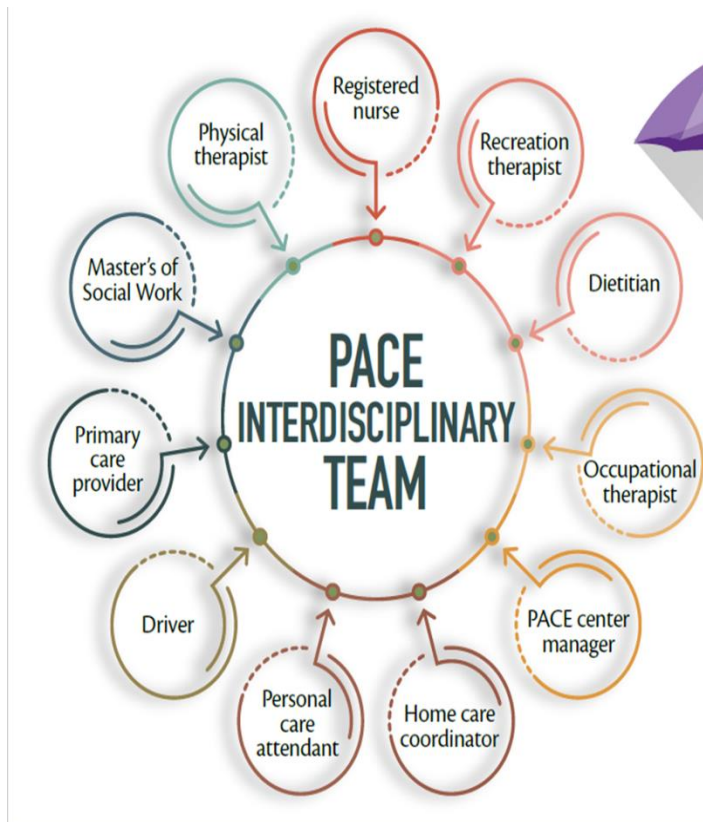 Registered
nurse
Recreation
therapist
Dietitian
Occupational
therapist
PACE center
manager
Home care
coordinator
Personal
care
attendant
Driver
Primary
care
provider
Master's of
Social Work
Physical
therapist
PACE
INTERDISCIPLINARY
TEAM